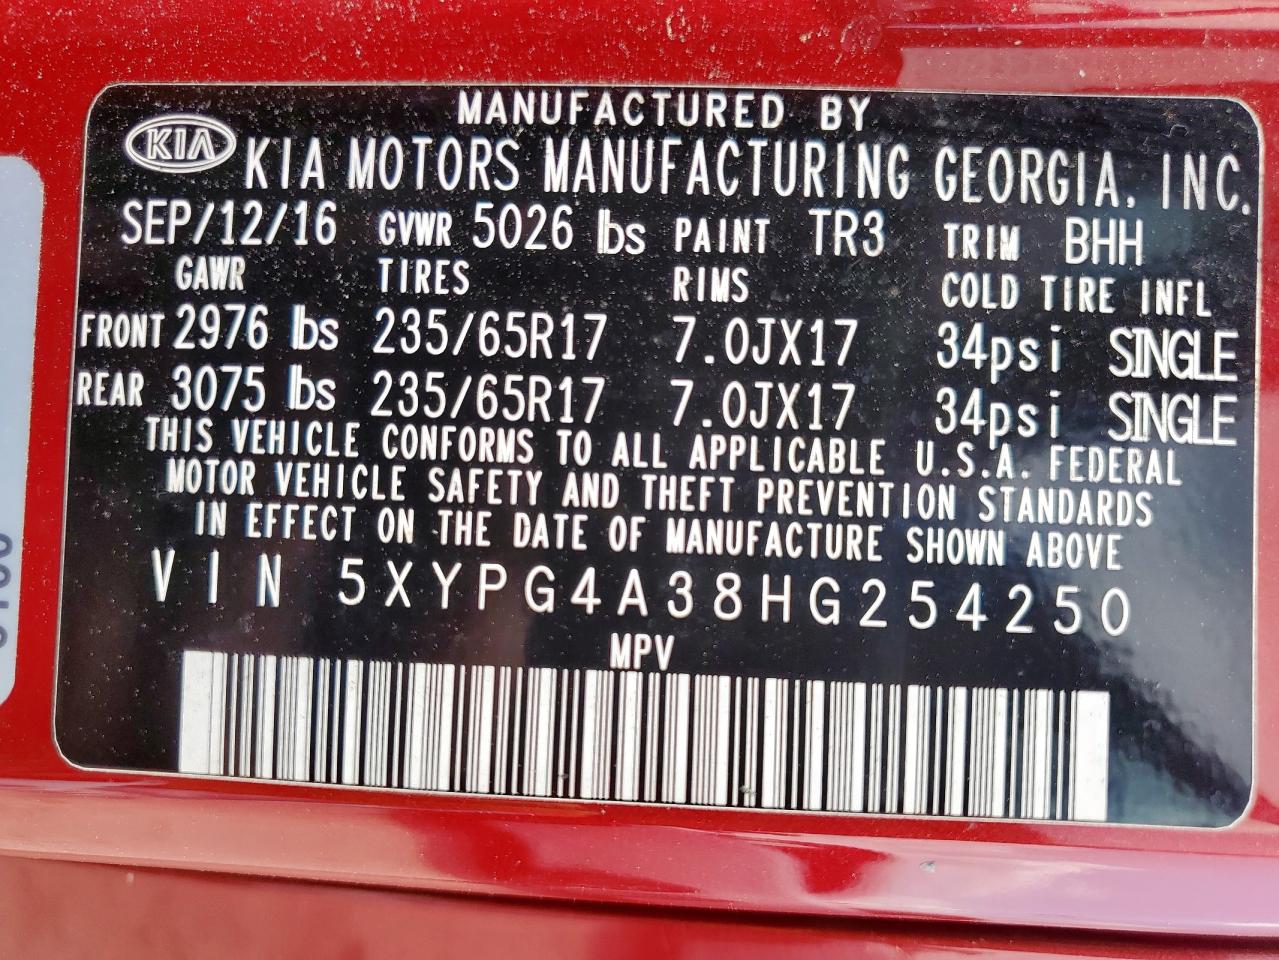 MANUFACTURED BY
KIA KIA MOTORS MANUFACTURING GEORGIA, INC.
SEP/12/16 GVWR 5026 lbs PAINT TR3 TRIM BHH
GAWR TIRES RIMS COLD TIRE INFL
FRONT 2976 lbs 235/65R17 7.0JX17 34psi SINGLE
REAR 3075 lbs 235/65R17 7.0JX17 34psi SINGLE
THIS VEHICLE CONFORMS TO ALL APPLICABLE U.S.A. FEDERAL
MOTOR VEHICLE SAFETY AND THEFT PREVENTION STANDARDS
IN EFFECT ON THE DATE OF MANUFACTURE SHOWN ABOVE
VIN 5XYPG4A38HG254250
MPV